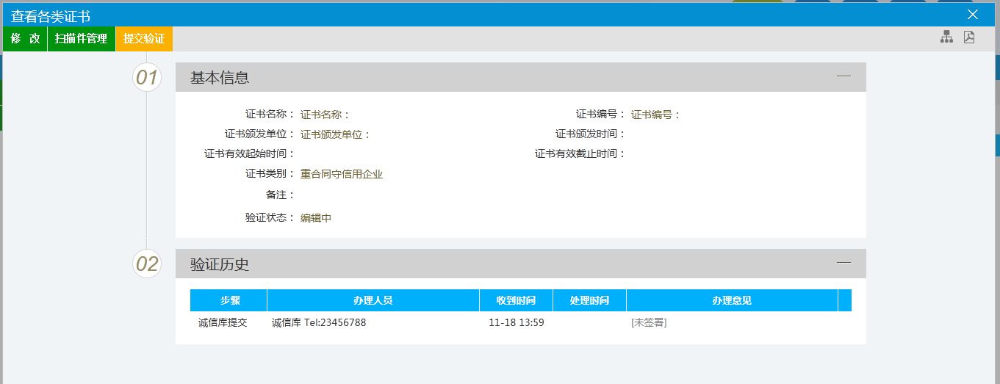 查看各类证书
修 改 扫描件管理 提交验证
01 基本信息
证书名称： 证书名称： 证书编号： 证书编号：
证书颁发单位： 证书颁发单位： 证书颁发时间：
证书有效起始时间： 证书有效截止时间：
证书类别： 重合同守信用企业
备注：
验证状态： 编辑中
02 验证历史
步骤 办理人员 收到时间 处理时间 办理意见
诚信库提交 诚信库 Tel:23456788 11-18 13:59 [未签署]